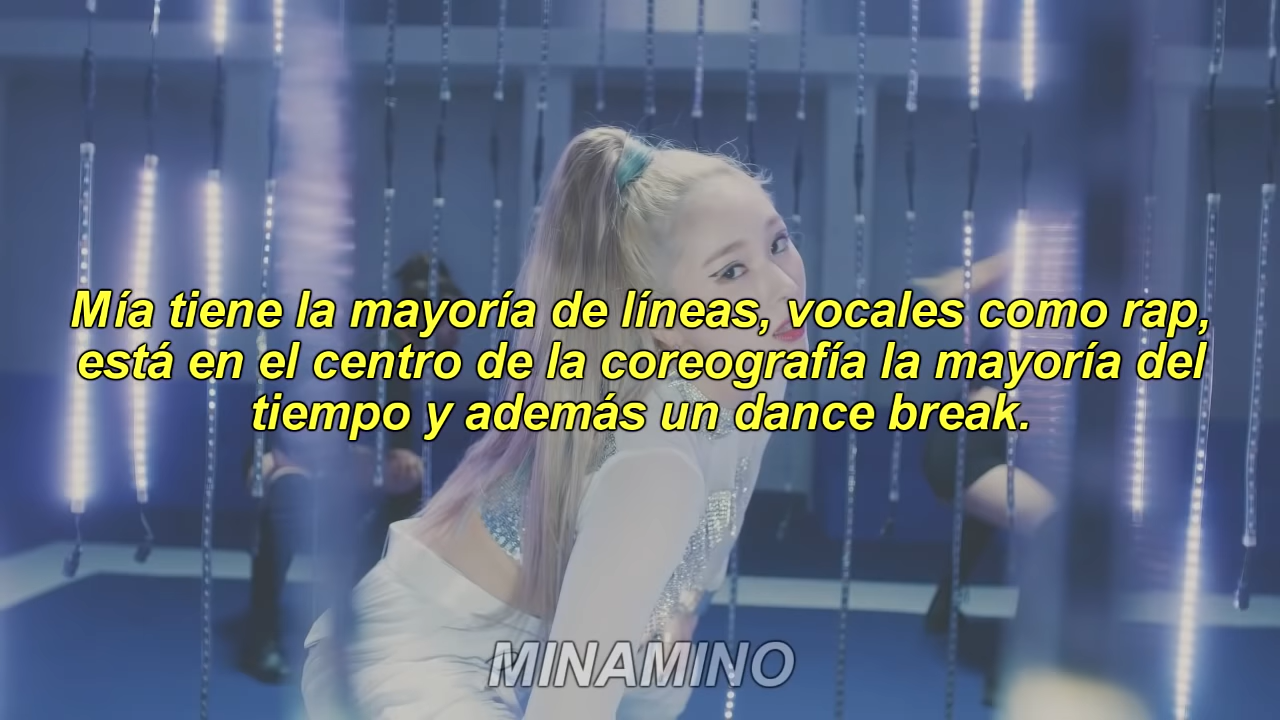 Mía tiene la mayoría de líneas, vocales como rap,
está en el centro de la coreografía la mayoría del
tiempo y además un dance break.
MINAMINO